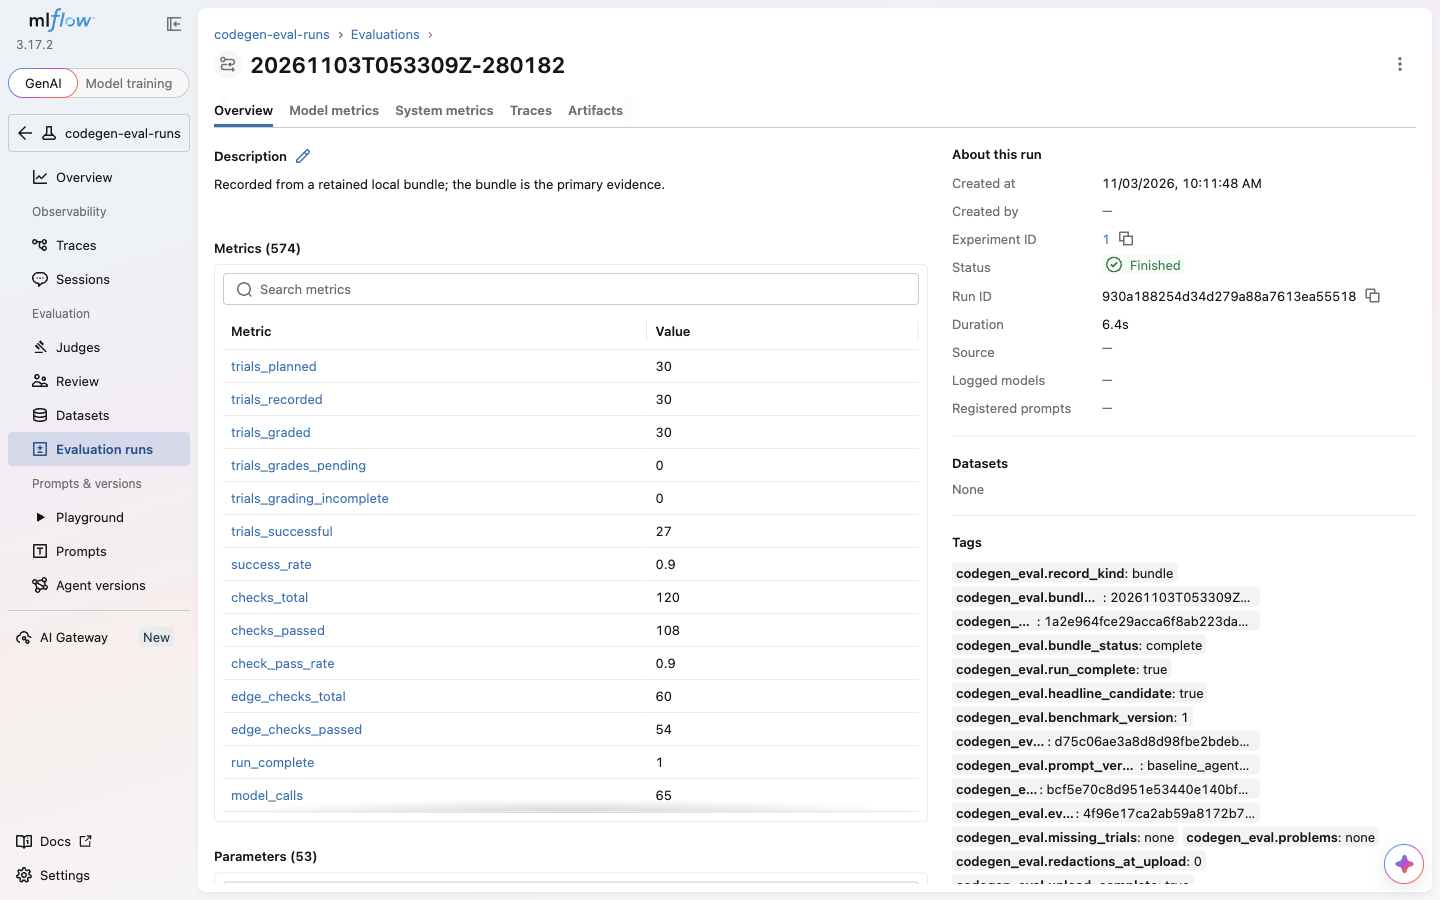 mlflow
3.17.2
GenAI
Model training
codegen-eval-runs
Overview
Observability
Traces
Sessions
Evaluation
Judges
Review
Datasets
Evaluation runs
Prompts & versions
Playground
Prompts
Agent versions
AI Gateway New
Docs
Settings
codegen-eval-runs › Evaluations ›
20261103T053309Z-280182
Overview Model metrics System metrics Traces Artifacts
Description
Recorded from a retained local bundle; the bundle is the primary evidence.
Metrics (574)
Search metrics
Metric Value
trials_planned 30
trials_recorded 30
trials_graded 30
trials_grades_pending 0
trials_grading_incomplete 0
trials_successful 27
success_rate 0.9
checks_total 120
checks_passed 108
check_pass_rate 0.9
edge_checks_total 60
edge_checks_passed 54
run_complete 1
model_calls 65
Parameters (53)
About this run
Created at 11/03/2026, 10:11:48 AM
Created by —
Experiment ID 1
Status Finished
Run ID 930a188254d34d279a88a7613ea55518
Duration 6.4s
Source —
Logged models —
Registered prompts —
Datasets
None
Tags
codegen_eval.record_kind: bundle
codegen_eval.bundl... : 20261103T053309Z...
codegen_... : 1a2e964fce29acca6f8ab223da...
codegen_eval.bundle_status: complete
codegen_eval.run_complete: true
codegen_eval.headline_candidate: true
codegen_eval.benchmark_version: 1
codegen_ev... : d75c06ae3a8d8d98fbe2bdeb...
codegen_eval.prompt_ver... : baseline_agent...
codegen_e... : bcf5e70c8d951e53440e140bf...
codegen_eval.ev... : 4f96e17ca2ab59a8172b7...
codegen_eval.missing_trials: none codegen_eval.problems: none
codegen_eval.redactions_at_upload: 0
codegen_eval.upload_complete: true